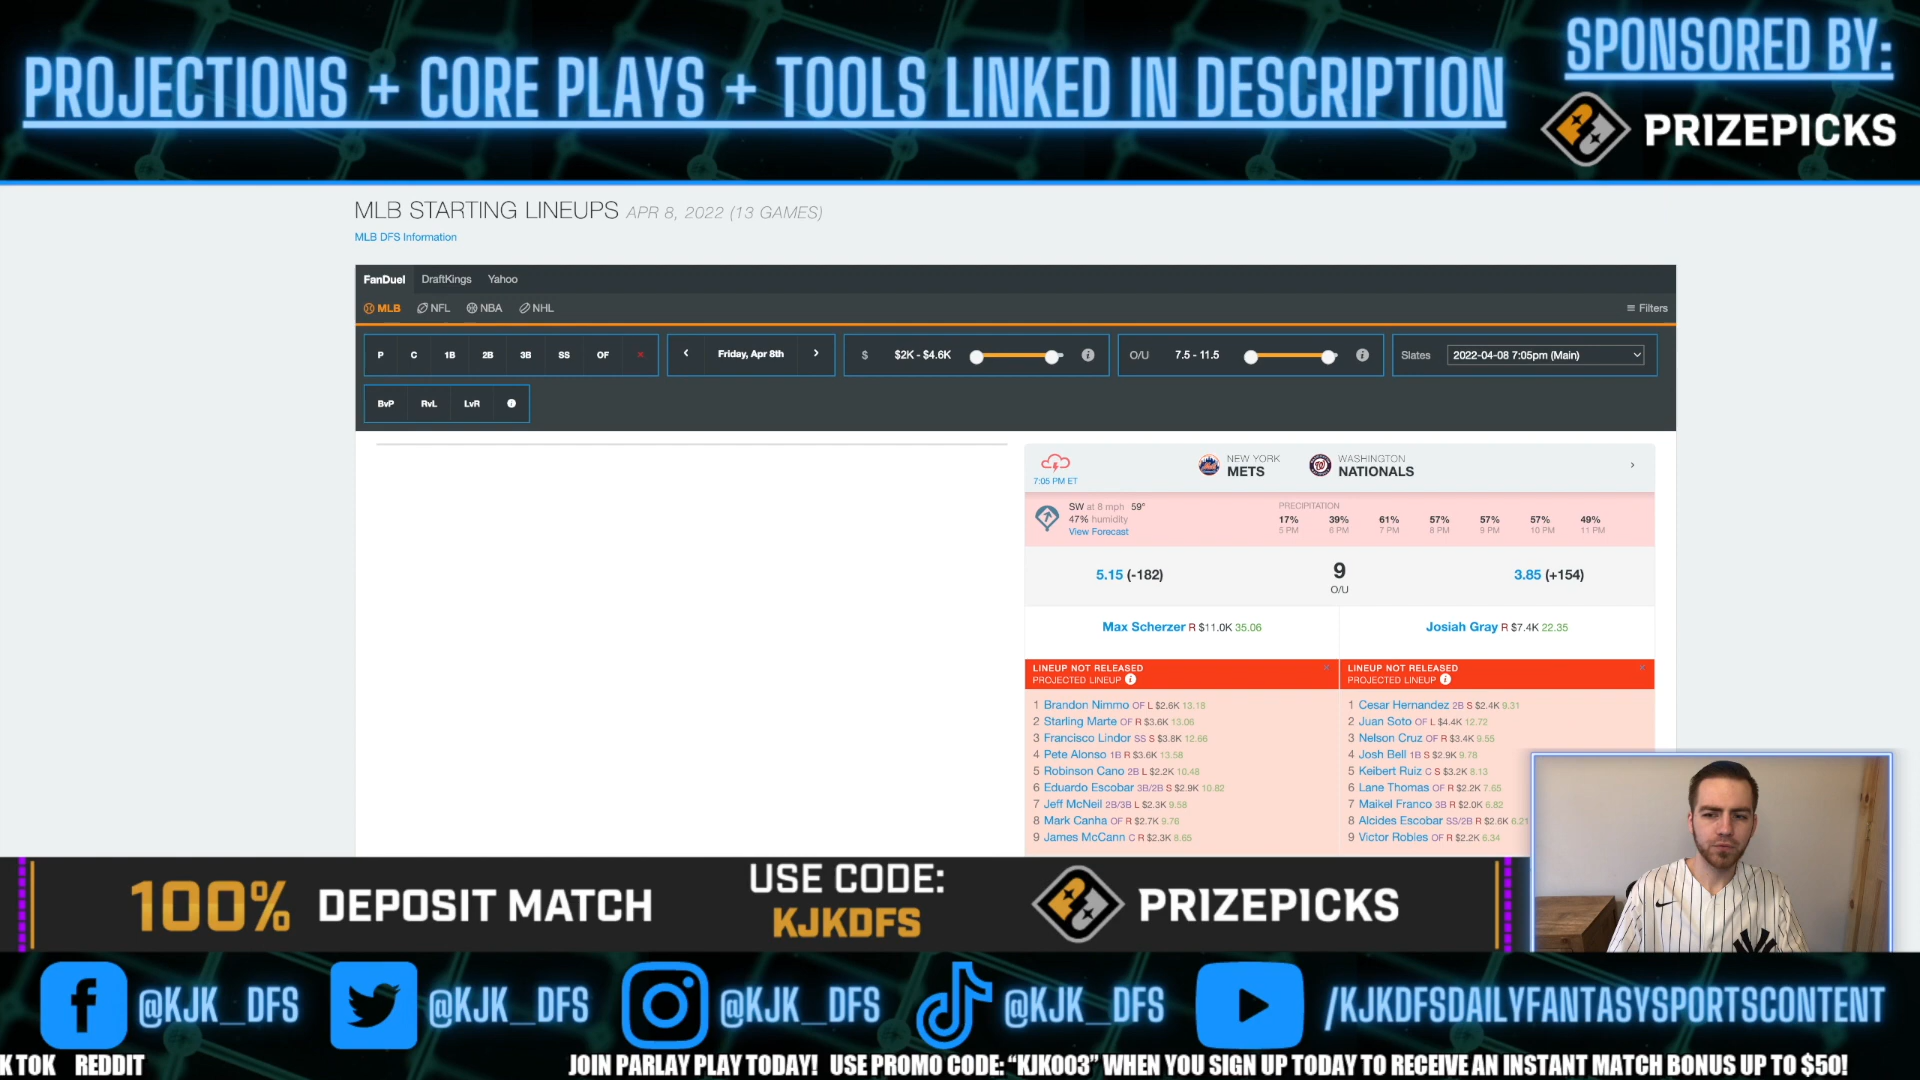 PROJECTIONS + CORE PLAYS + TOOLS LINKED IN DESCRIPTION
SPONSORED BY:
PRIZEPICKS
MLB STARTING LINEUPS APR 8, 2022 (13 GAMES)
MLB DFS Information
FanDuel DraftKings Yahoo
MLB NFL NBA NHL
Filters
P C 1B 2B 3B SS OF ×
‹ Friday, Apr 8th ›
$ $2K - $4.6K
O/U 7.5 - 11.5
Slates 2022-04-08 7:05pm (Main)
BvP RvL LvR
7:05 PM ET
NEW YORK
METS
WASHINGTON
NATIONALS
SW at 8 mph 59°
47% humidity
View Forecast
PRECIPITATION
17% 39% 61% 57% 57% 57% 49%
5 PM 6 PM 7 PM 8 PM 9 PM 10 PM 11 PM
5.15 (-182)
9
O/U
3.85 (+154)
Max Scherzer R $11.0K 35.06
Josiah Gray R $7.4K 22.35
LINEUP NOT RELEASED
PROJECTED LINEUP
1 Brandon Nimmo OF L $2.6K 13.18
2 Starling Marte OF R $3.6K 13.06
3 Francisco Lindor SS S $3.8K 12.66
4 Pete Alonso 1B R $3.6K 13.58
5 Robinson Cano 2B L $2.2K 10.48
6 Eduardo Escobar 3B/2B S $2.9K 10.82
7 Jeff McNeil 2B/3B L $2.3K 9.58
8 Mark Canha OF R $2.7K 9.76
9 James McCann C R $2.3K 8.65
LINEUP NOT RELEASED
PROJECTED LINEUP
1 Cesar Hernandez 2B S $2.4K 9.31
2 Juan Soto OF L $4.4K 12.72
3 Nelson Cruz OF R $3.4K 9.55
4 Josh Bell 1B S $2.9K 9.78
5 Keibert Ruiz C S $3.2K 8.13
6 Lane Thomas OF R $2.2K 7.65
7 Maikel Franco 3B R $2.0K 6.82
8 Alcides Escobar SS/2B R $2.6K 6.21
9 Victor Robles OF R $2.2K 6.34
100% DEPOSIT MATCH
USE CODE:
KJKDFS
PRIZEPICKS
@KJK_DFS @KJK_DFS @KJK_DFS @KJK_DFS /KJKDFSDAILYFANTASYSPORTSCONTENT
K TOK REDDIT JOIN PARLAY PLAY TODAY! USE PROMO CODE: "KJK003" WHEN YOU SIGN UP TODAY TO RECEIVE AN INSTANT MATCH BONUS UP TO $50!